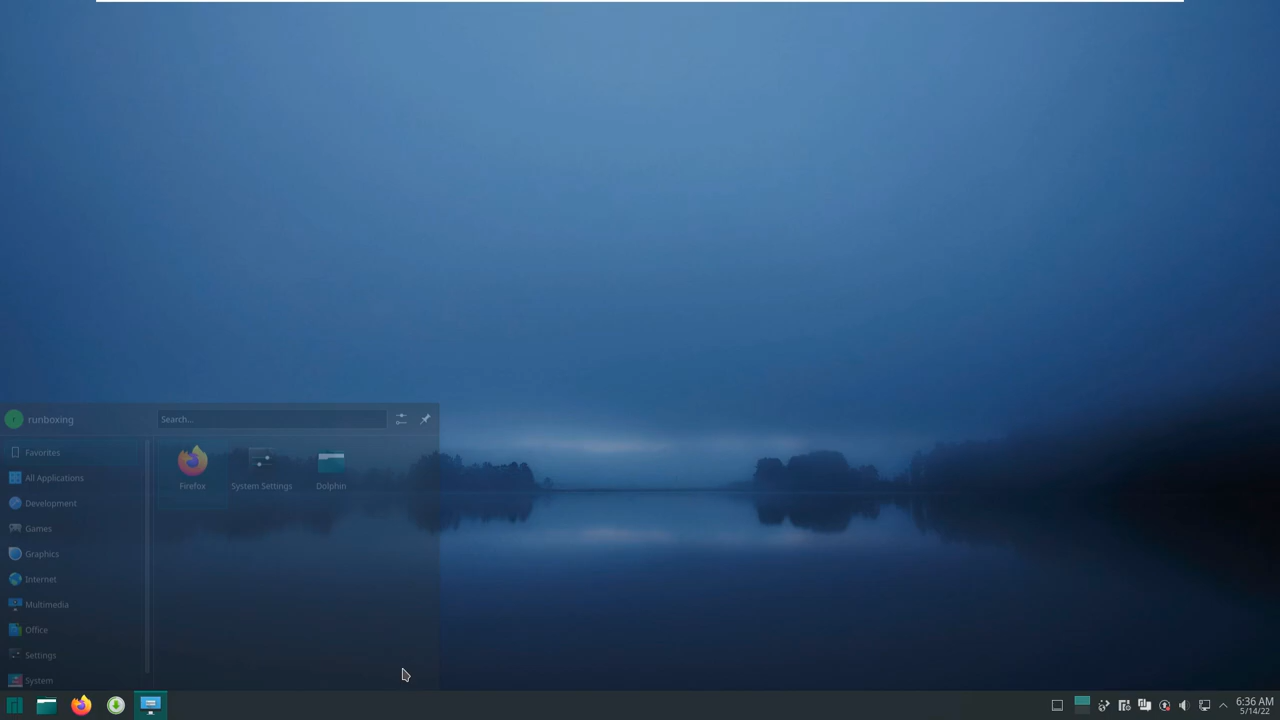 runboxing
Search...
Favorites
All Applications
Development
Games
Graphics
Internet
Multimedia
Office
Settings
System
Firefox
System Settings
Dolphin
6:36 AM
5/14/22